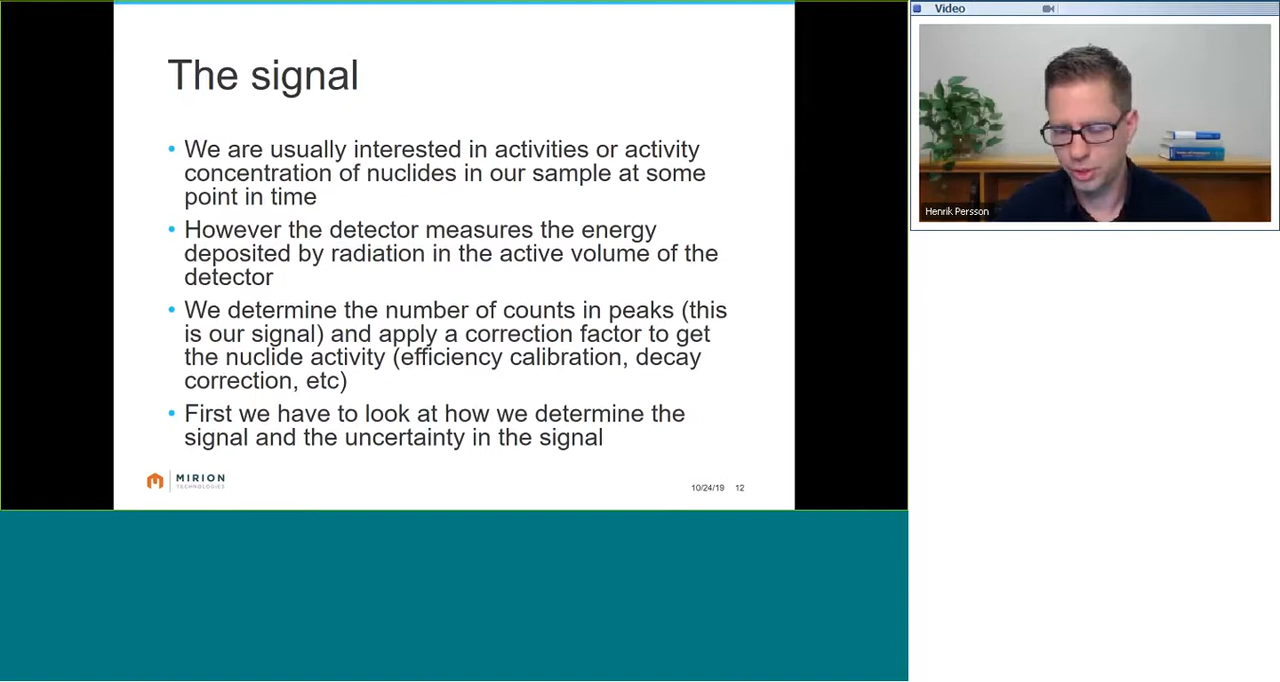 The signal
• We are usually interested in activities or activity
concentration of nuclides in our sample at some
point in time
• However the detector measures the energy
deposited by radiation in the active volume of the
detector
• We determine the number of counts in peaks (this
is our signal) and apply a correction factor to get
the nuclide activity (efficiency calibration, decay
correction, etc)
• First we have to look at how we determine the
signal and the uncertainty in the signal
MIRION
TECHNOLOGIES
10/24/19 12
Video
Henrik Persson